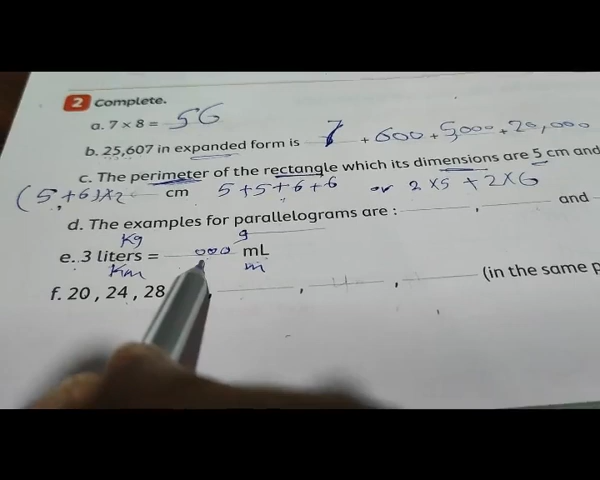 2 Complete.
a. 7 × 8 = 56
b. 25,607 in expanded form is 7 + 600 + 5000 + 20,000
c. The perimeter of the rectangle which its dimensions are 5 cm and
(5+6)×2 cm 5+5+6+6 or 2×5 + 2×6
d. The examples for parallelograms are : , and
Kg g
e. 3 liters = 000 mL
Km m
f. 20 , 24 , 28 , , , (in the same p